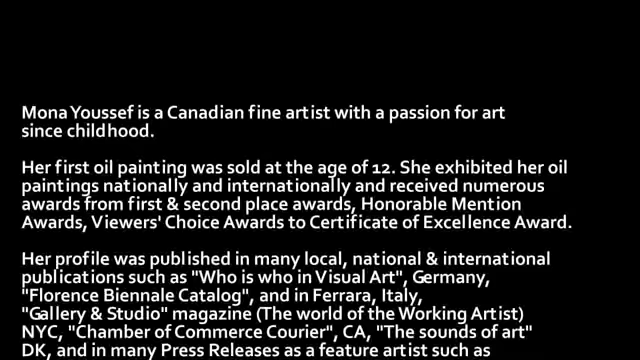 Mona Youssef is a Canadian fine artist with a passion for art
since childhood.
Her first oil painting was sold at the age of 12. She exhibited her oil
paintings nationally and internationally and received numerous
awards from first & second place awards, Honorable Mention
Awards, Viewers' Choice Awards to Certificate of Excellence Award.
Her profile was published in many local, national & international
publications such as "Who is who in Visual Art", Germany,
"Florence Biennale Catalog", and in Ferrara, Italy,
"Gallery & Studio" magazine (The world of the Working Artist)
NYC, "Chamber of Commerce Courier", CA, "The sounds of art"
DK, and in many Press Releases as a feature artist such as